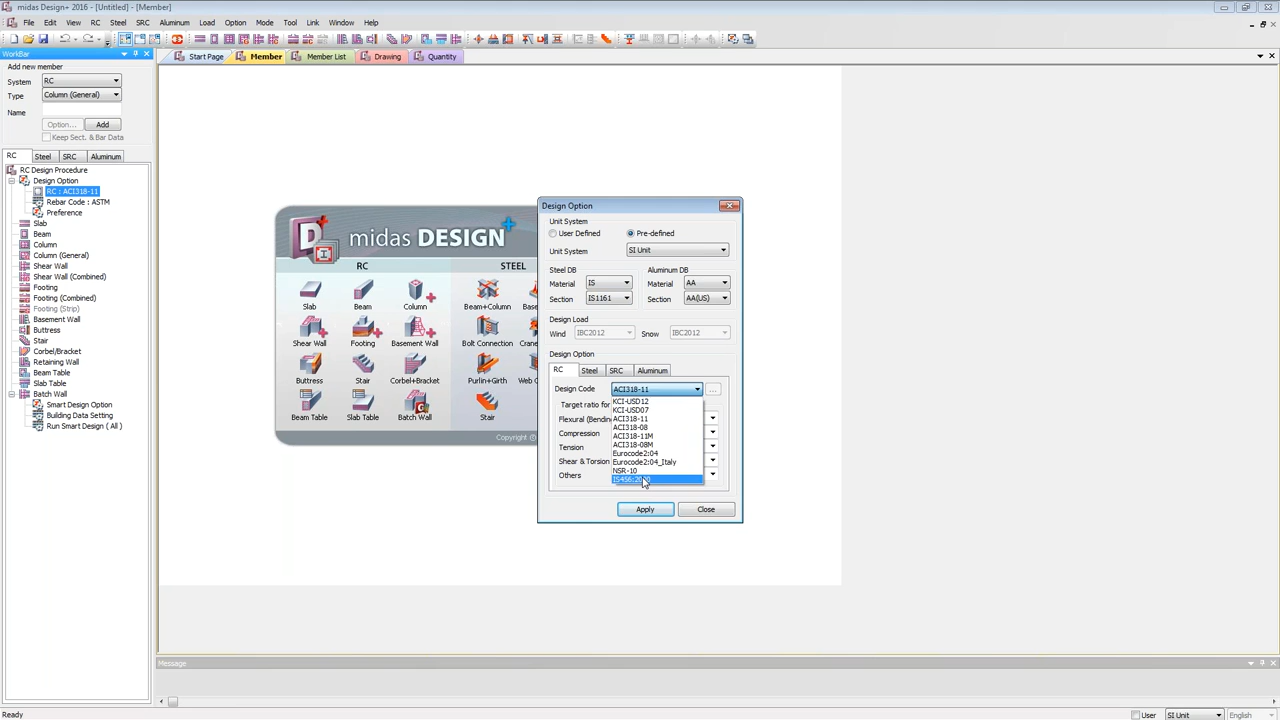 midas Design+ 2016 - [Untitled] - [Member]
File Edit View RC Steel SRC Aluminum Load Option Mode Tool Link Window Help
WorkBar
Start Page Member Member List Drawing Quantity
Add new member
System RC
Type Column (General)
Name
Option... Add
Keep Sect. & Bar Data
RC Steel SRC Aluminum
RC Design Procedure
Design Option
RC : ACI318-11
Rebar Code : ASTM
Preference
Slab
Beam
Column
Column (General)
Shear Wall
Shear Wall (Combined)
Footing
Footing (Combined)
Footing (Strip)
Basement Wall
Buttress
Stair
Corbel/Bracket
Retaining Wall
Beam Table
Slab Table
Batch Wall
Smart Design Option
Building Data Setting
Run Smart Design ( All )
midas DESIGN+
RC STEEL
Slab Beam Column Beam+Column
Shear Wall Footing Basement Wall Bolt Connection
Buttress Stair Corbel+Bracket Purlin+Girth
Beam Table Slab Table Batch Wall Stair
Copyright ©
Design Option
Unit System
User Defined Pre-defined
Unit System SI Unit
Steel DB Aluminum DB
Material IS Material AA
Section IS1161 Section AA(US)
Design Load
Wind IBC2012 Snow IBC2012
Design Option
RC Steel SRC Aluminum
Design Code ACI318-11 ...
Target ratio for
Flexural (Bending
Compression
Tension
Shear & Torsion
Others
KCI-USD12
KCI-USD07
ACI318-11
ACI318-08
ACI318-11M
ACI318-08M
Eurocode2:04
Eurocode2:04_Italy
NSR-10
IS456:2000
Apply Close
Message
Ready User SI Unit English